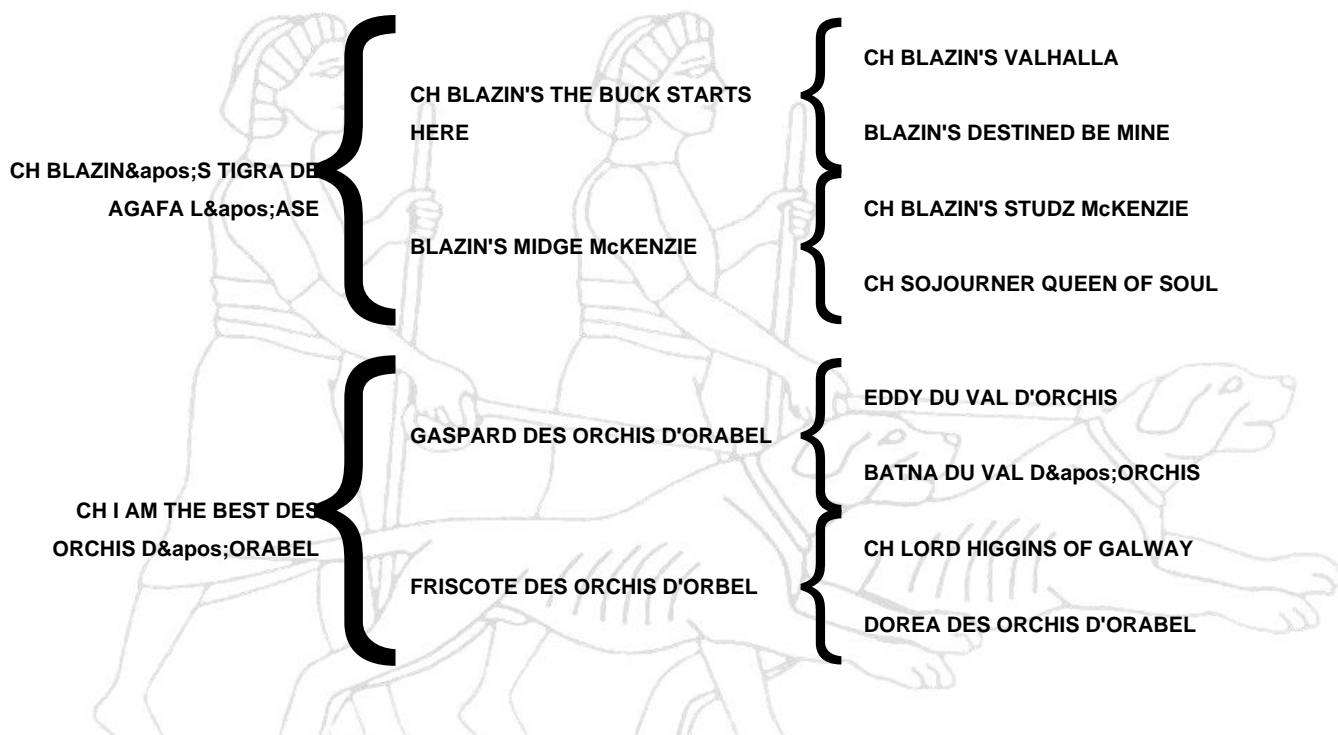 CH BLAZIN'S VALHALLA
CH BLAZIN'S THE BUCK STARTS
HERE
BLAZIN'S DESTINED BE MINE
CH BLAZIN&apos;S TIGRA DE
AGAFA L&apos;ASE
CH BLAZIN'S STUDZ McKENZIE
BLAZIN'S MIDGE McKENZIE
CH SOJOURNER QUEEN OF SOUL
EDDY DU VAL D'ORCHIS
GASPARD DES ORCHIS D'ORABEL
BATNA DU VAL D&apos;ORCHIS
CH I AM THE BEST DES
ORCHIS D&apos;ORABEL
CH LORD HIGGINS OF GALWAY
FRISCOTE DES ORCHIS D'ORBEL
DOREA DES ORCHIS D'ORABEL